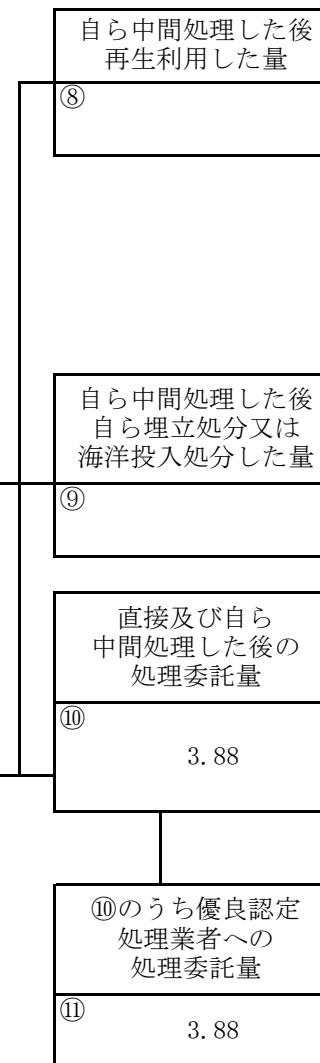 自ら中間処理した後
再生利用した量
⑧
自ら中間処理した後
自ら埋立処分又は
海洋投入処分した量
⑨
直接及び自ら
中間処理した後の
処理委託量
⑩
3.88
⑩のうち優良認定
処理業者への
処理委託量
⑪
3.88